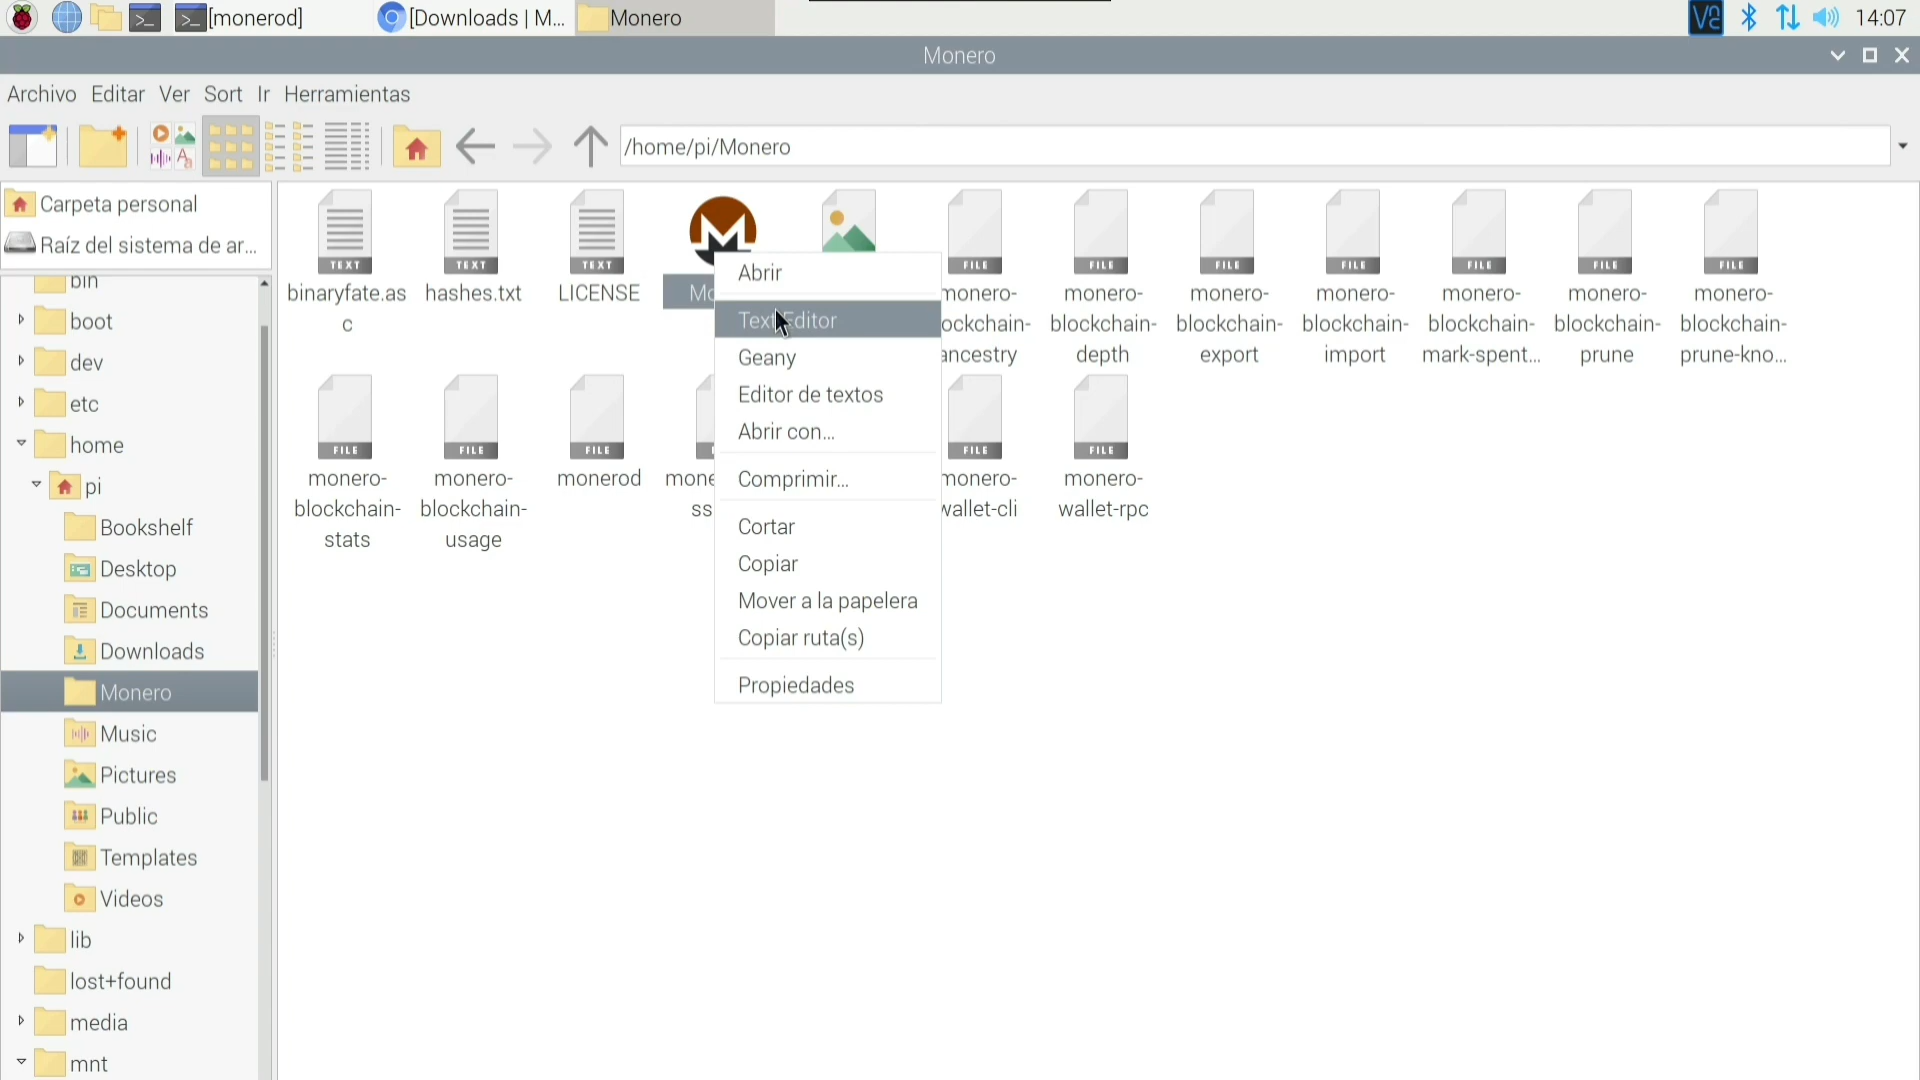 [monerod]
[Downloads | M...
Monero
14:07
Monero
Archivo Editar Ver Sort Ir Herramientas
/home/pi/Monero
Carpeta personal
Raíz del sistema de ar...
bin
boot
dev
etc
home
pi
Bookshelf
Desktop
Documents
Downloads
Monero
Music
Pictures
Public
Templates
Videos
lib
lost+found
media
mnt
TEXT TEXT TEXT FILE FILE FILE FILE FILE FILE FILE
binaryfate.as
c
hashes.txt
LICENSE
Mo
monero-
ockchain-
ancestry
monero-
blockchain-
depth
monero-
blockchain-
export
monero-
blockchain-
import
monero-
blockchain-
mark-spent...
monero-
blockchain-
prune
monero-
blockchain-
prune-kno...
FILE FILE FILE FILE FILE
monero-
blockchain-
stats
monero-
blockchain-
usage
monerod
mone
ss
monero-
wallet-cli
monero-
wallet-rpc
Abrir
Text Editor
Geany
Editor de textos
Abrir con...
Comprimir...
Cortar
Copiar
Mover a la papelera
Copiar ruta(s)
Propiedades